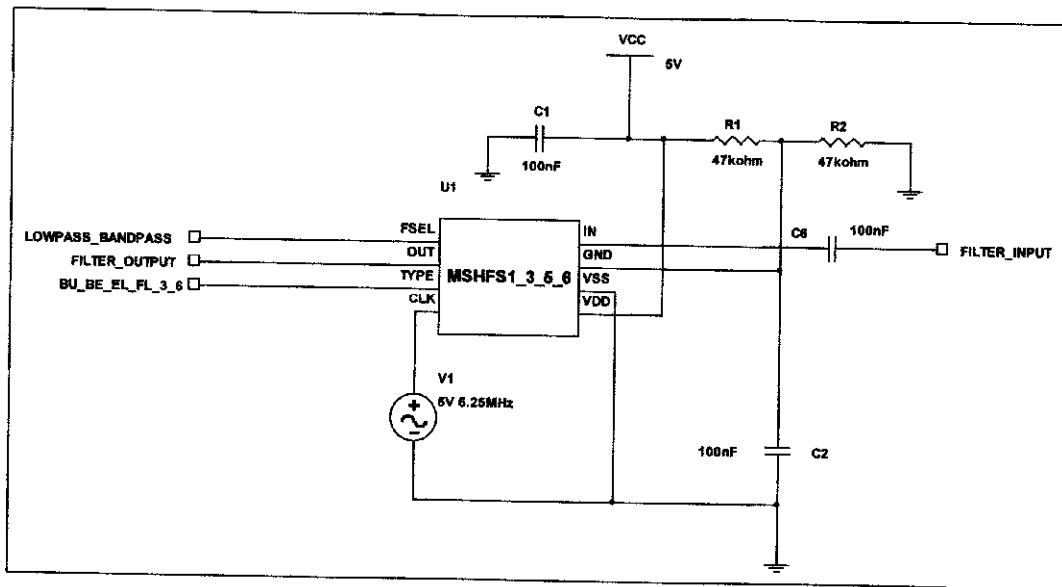 VCC
5V
C1
100nF
R1
47kohm
R2
47kohm
U1
LOWPASS_BANDPASS
FILTER_OUTPUT
BU_BE_EL_FL_3_6
FSEL
OUT
TYPE
CLK
MSHFS1_3_5_6
IN
GND
VSS
VDD
C6
100nF
FILTER_INPUT
V1
5V 6.25MHz
100nF
C2